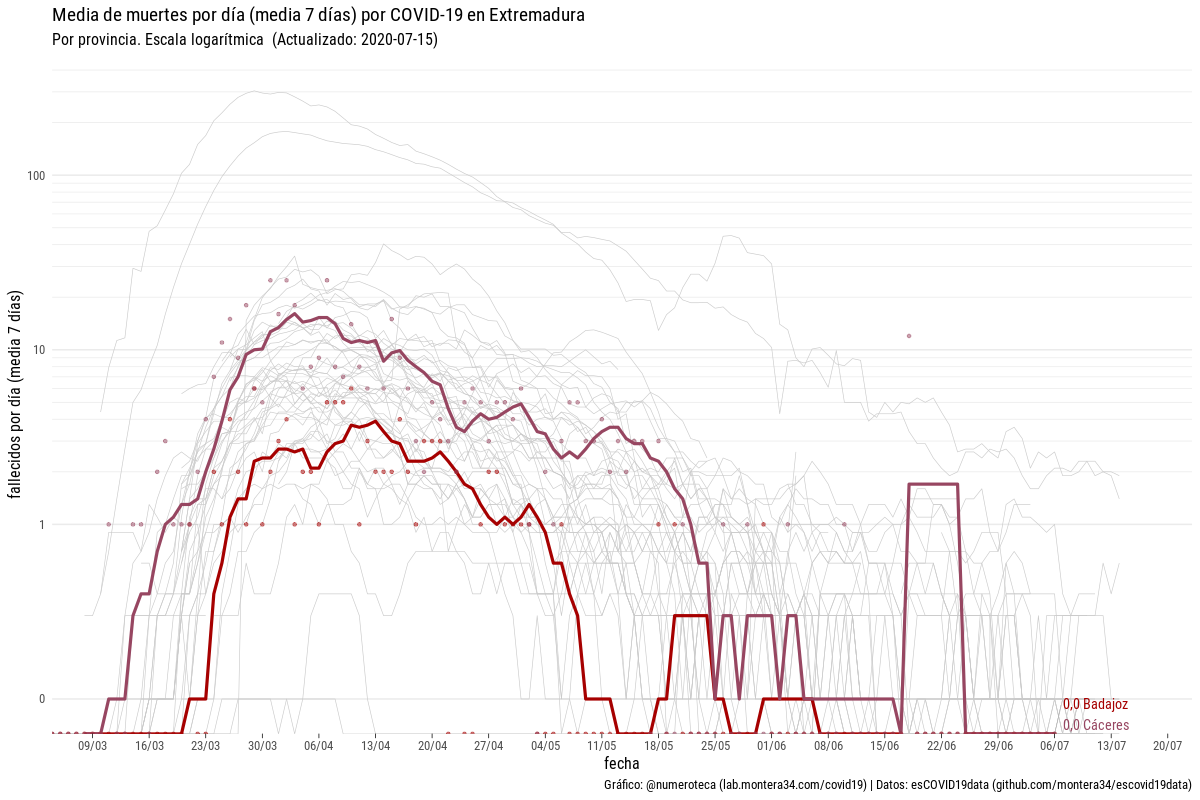 Media de muertes por día (media 7 días) por COVID-19 en Extremadura
Por provincia. Escala logarítmica (Actualizado: 2020-07-15)
fallecidos por día (media 7 días)
100
10
1
0
0,0 Badajoz
0,0 Cáceres
09/03 16/03 23/03 30/03 06/04 13/04 20/04 27/04 04/05 11/05 18/05 25/05 01/06 08/06 15/06 22/06 29/06 06/07 13/07 20/07
fecha
Gráfico: @numeroteca (lab.montera34.com/covid19) | Datos: esCOVID19data (github.com/montera34/escovid19data)